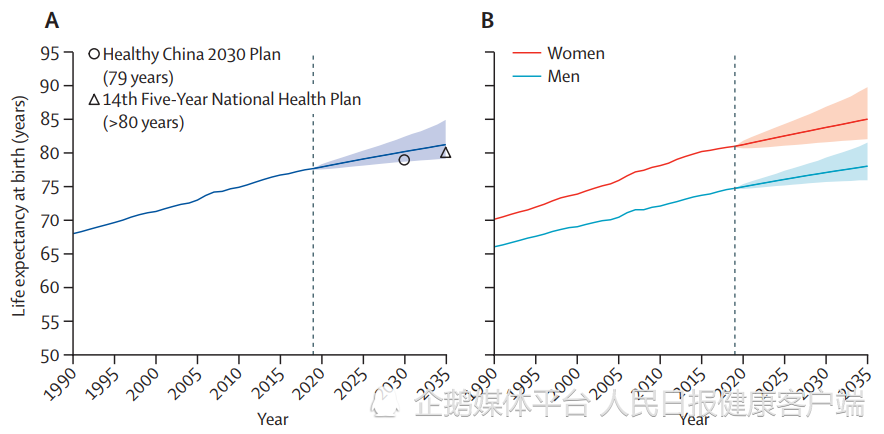 A
Life expectancy at birth (years)
95
90
85
80
75
70
65
60
55
50
Healthy China 2030 Plan
(79 years)
14th Five-Year National Health Plan
(>80 years)
1990
1995
2000
2005
2010
2015
2020
2025
2030
2035
Year
B
Women
Men
1990
1995
2000
2005
2010
2015
2020
2025
2030
2035
Year
企鹅媒体平台 人民日报健康客户端